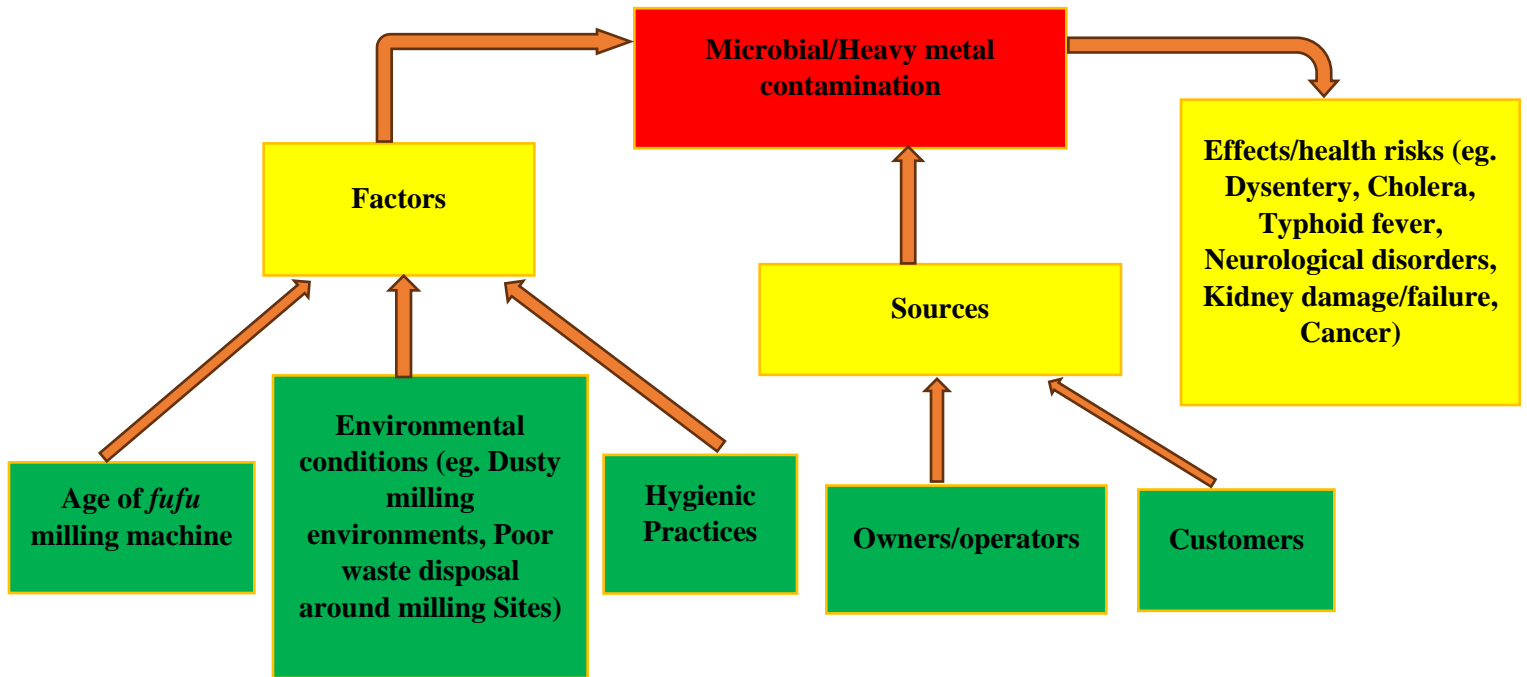 Microbial/Heavy metal
contamination
Factors
Effects/health risks (eg.
Dysentery, Cholera,
Typhoid fever,
Neurological disorders,
Kidney damage/failure,
Cancer)
Sources
Age of fufu
milling machine
Environmental
conditions (eg. Dusty
milling
environments, Poor
waste disposal
around milling Sites)
Hygienic
Practices
Owners/operators
Customers